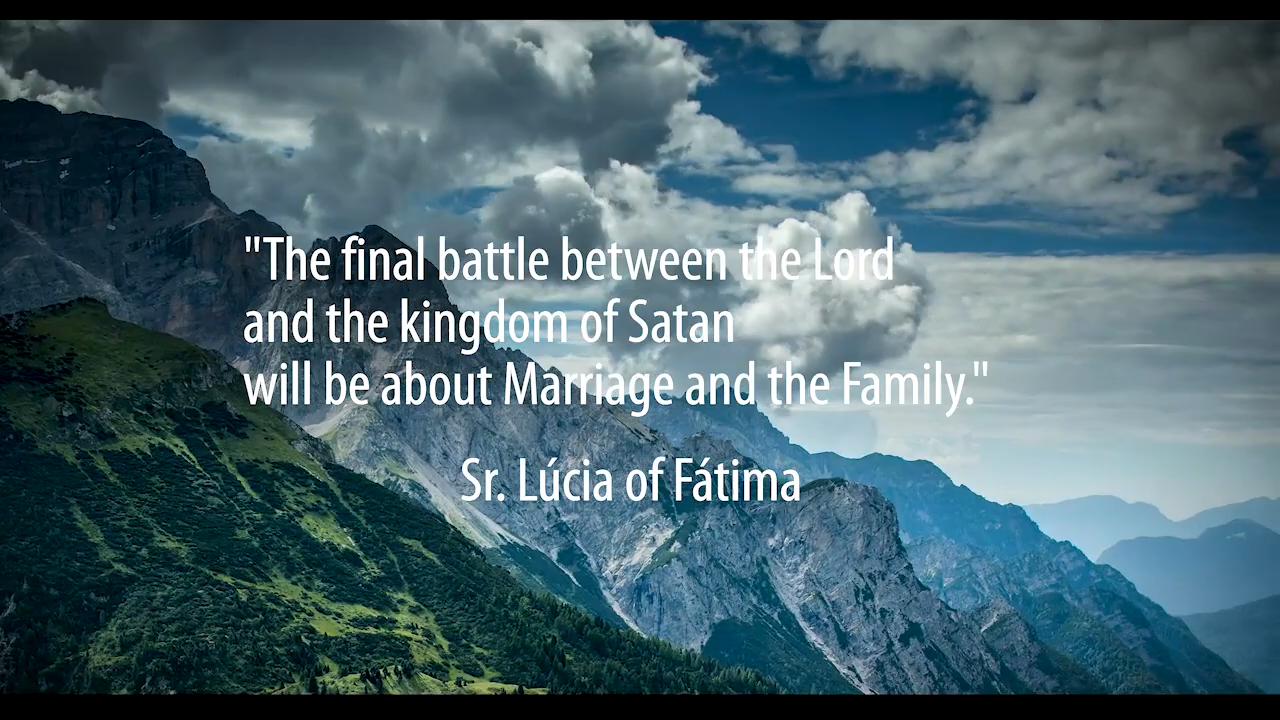 "The final battle between the Lord
and the kingdom of Satan
will be about Marriage and the Family."
Sr. Lúcia of Fátima